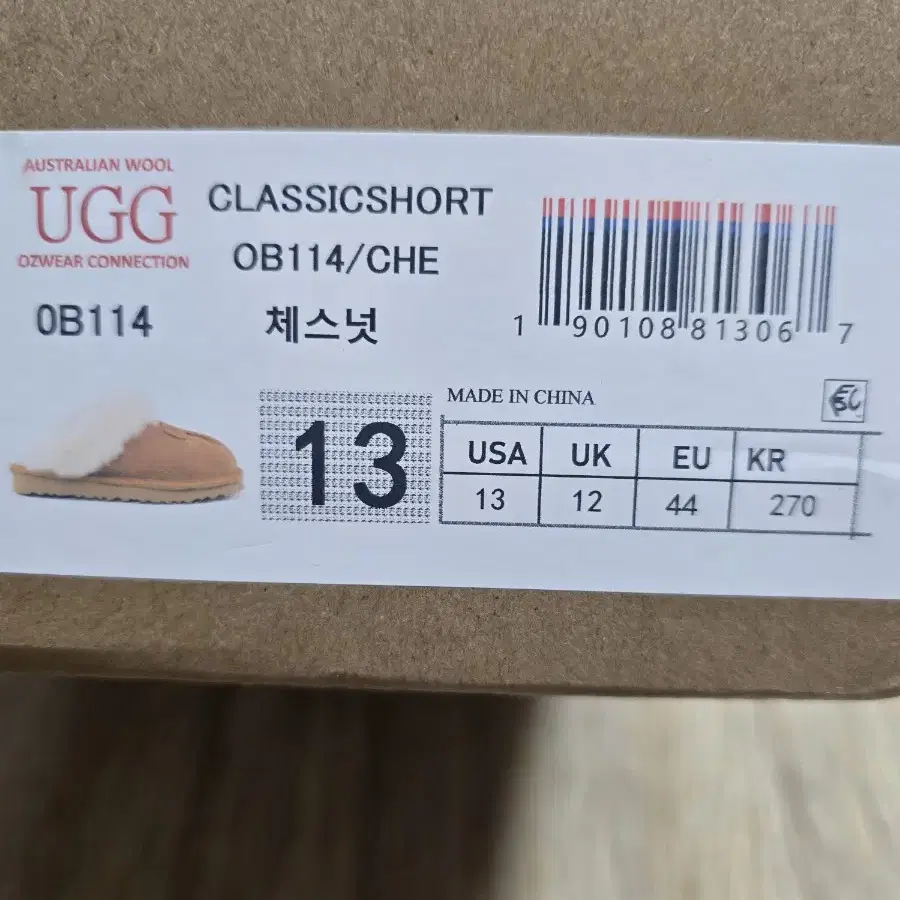 AUSTRALIAN WOOL
UGG
OZWEAR CONNECTION
0B114
CLASSICSHORT
OB114/CHE
체스넛
1 90108 81306 7
13
MADE IN CHINA
USA UK EU KR
13 12 44 270